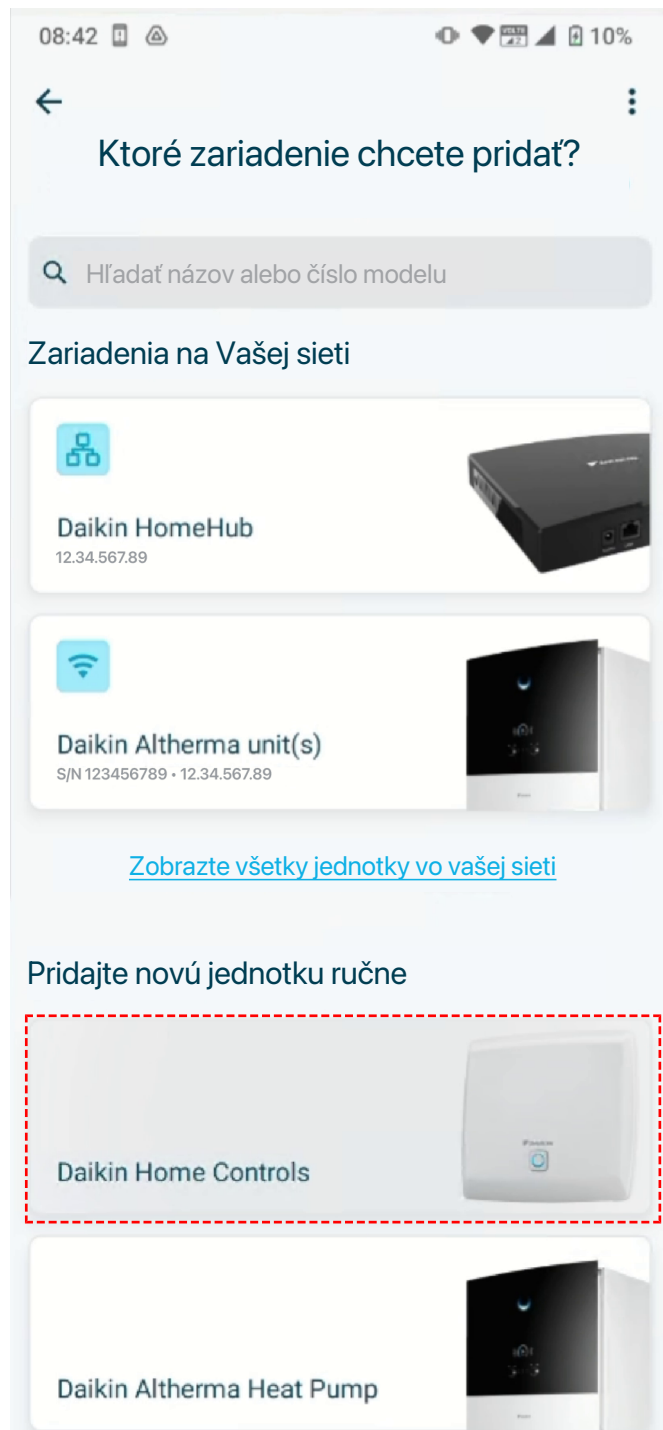 08:42
10%
Ktoré zariadenie chcete pridať?
Hľadať názov alebo číslo modelu
Zariadenia na Vašej sieti
Daikin HomeHub
12.34.567.89
Daikin Altherma unit(s)
S/N 123456789 • 12.34.567.89
Zobrazte všetky jednotky vo vašej sieti
Pridajte novú jednotku ručne
Daikin Home Controls
Daikin Altherma Heat Pump